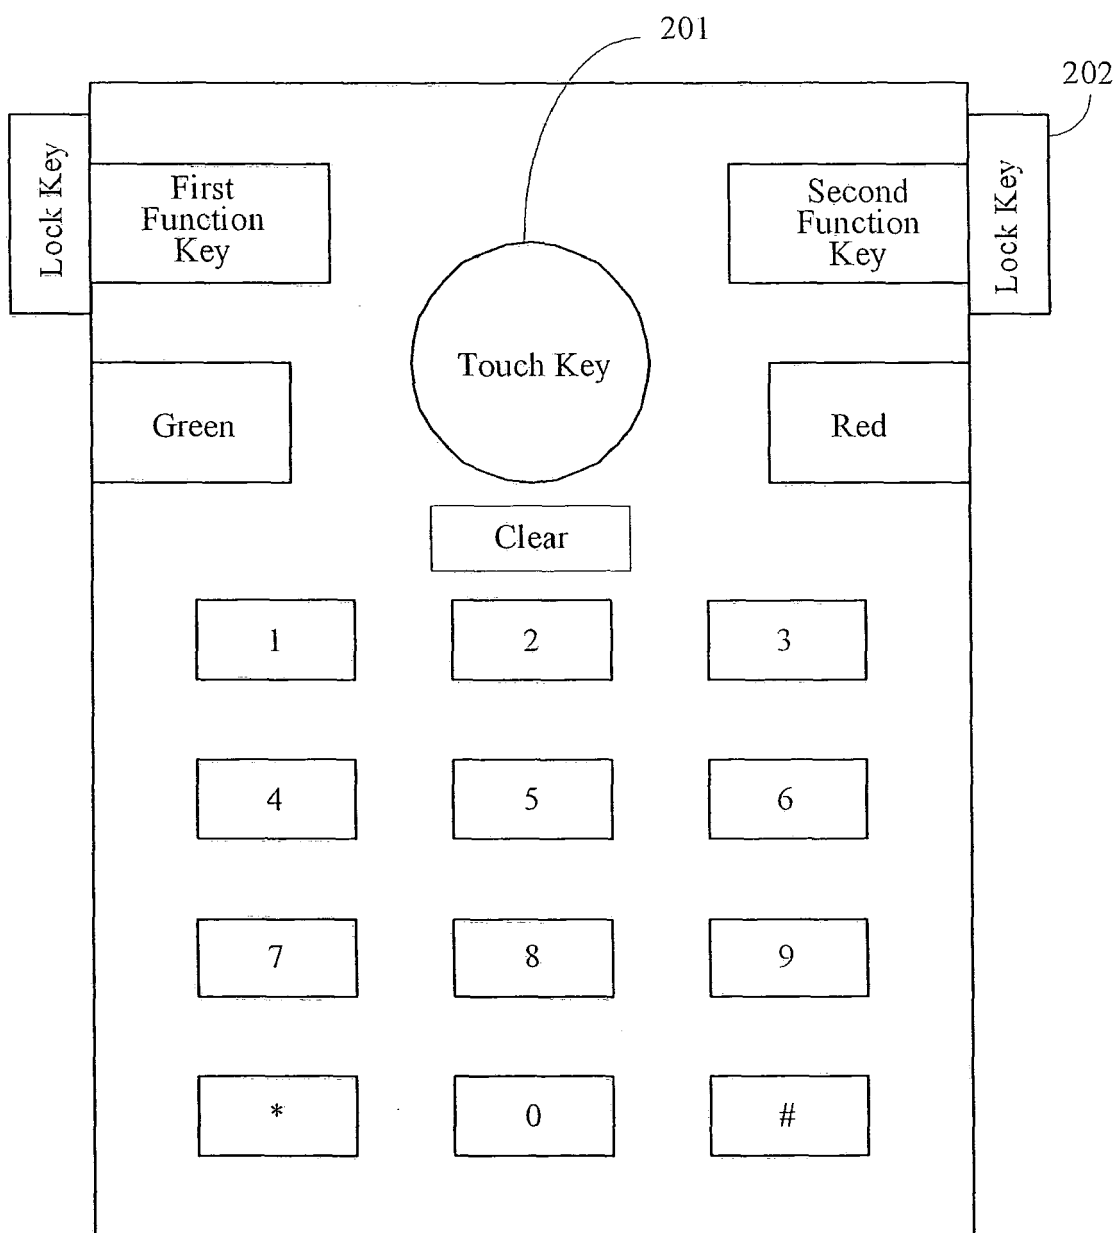 201
202
Lock Key
First
Function
Key
Second
Function
Key
Lock Key
Touch Key
Green
Red
Clear
1
2
3
4
5
6
7
8
9
*
0
#